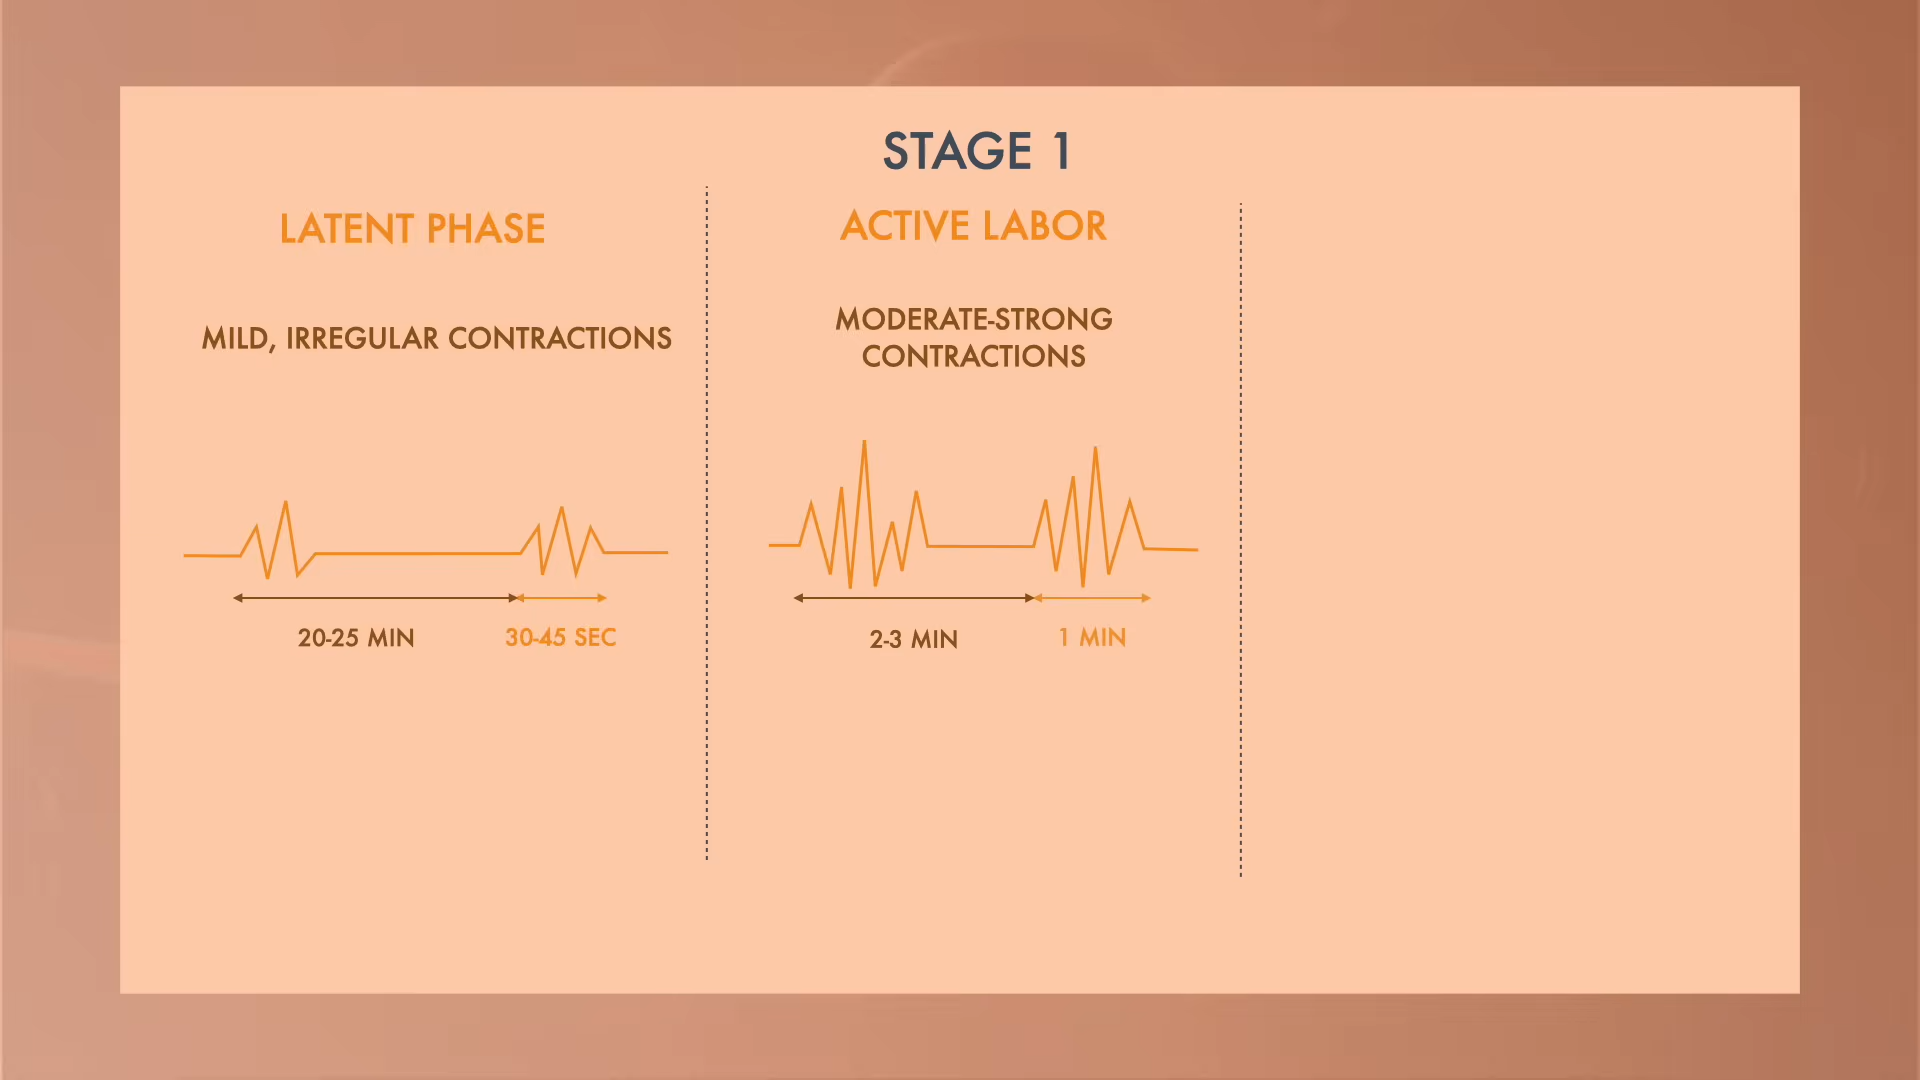 STAGE 1
LATENT PHASE
MILD, IRREGULAR CONTRACTIONS
20-25 MIN
30-45 SEC
ACTIVE LABOR
MODERATE-STRONG
CONTRACTIONS
2-3 MIN
1 MIN